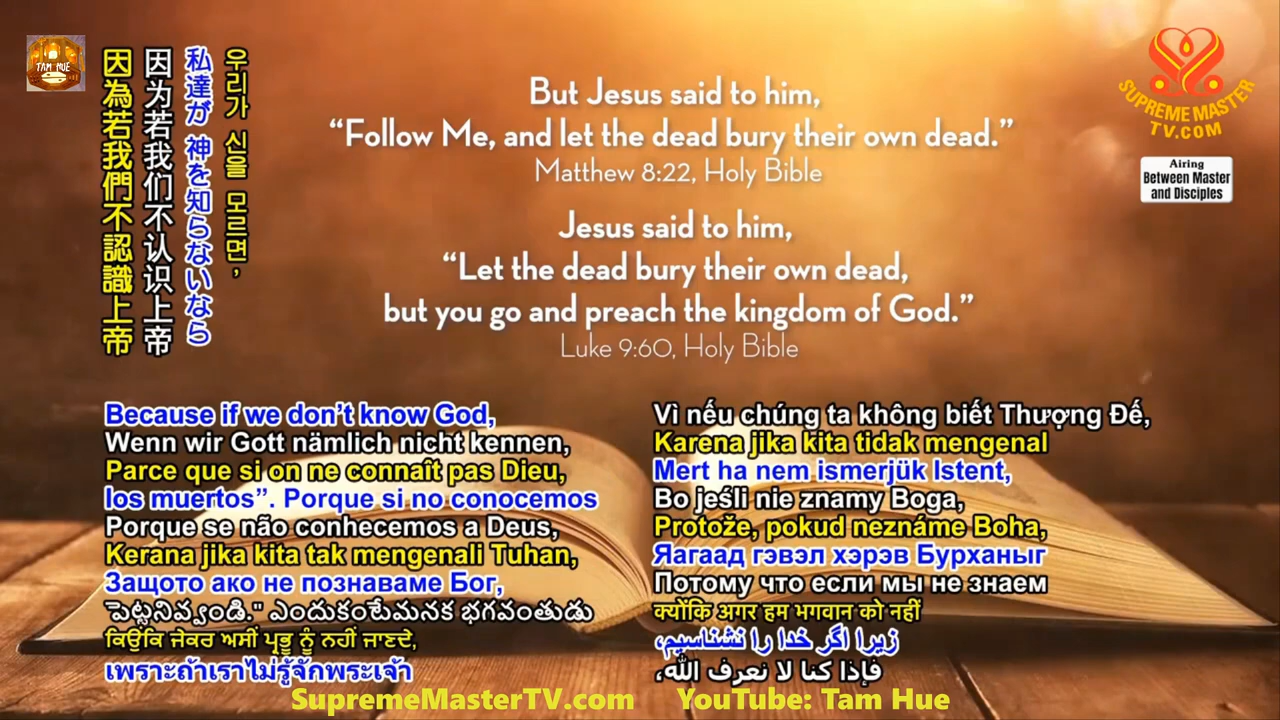 TAM HUE
우리가 신을 모르면,
私達が 神を知らないなら
因为若我们不认识上帝
因為若我們不認識上帝
But Jesus said to him,
“Follow Me, and let the dead bury their own dead.”
Matthew 8:22, Holy Bible
Jesus said to him,
“Let the dead bury their own dead,
but you go and preach the kingdom of God.”
Luke 9:60, Holy Bible
SUPREME MASTER
TV.COM
Airing
Between Master
and Disciples
Because if we don’t know God,
Wenn wir Gott nämlich nicht kennen,
Parce que si on ne connaît pas Dieu,
los muertos”. Porque si no conocemos
Porque se não conhecemos a Deus,
Kerana jika kita tak mengenali Tuhan,
Защото ако не познаваме Бог,
పెట్టనివ్వండి." ఎందుకంటేమనక భగవంతుడు
ਕਿਉਂਕਿ ਜੇਕਰ ਅਸੀਂ ਪ੍ਰਭੂ ਨੂੰ ਨਹੀਂ ਜਾਣਦੇ,
เพราะถ้าเราไม่รู้จักพระเจ้า
Vì nếu chúng ta không biết Thượng Đế,
Karena jika kita tidak mengenal
Mert ha nem ismerjük Istent,
Bo jeśli nie znamy Boga,
Protože, pokud neznáme Boha,
Яагаад гэвэл хэрэв Бурханыг
Потому что если мы не знаем
क्योंकि अगर हम भगवान को नहीं
زیرا اگر خدا را نشناسیم،
فإذا كنا لا نعرف الله،
SupremeMasterTV.com YouTube: Tam Hue